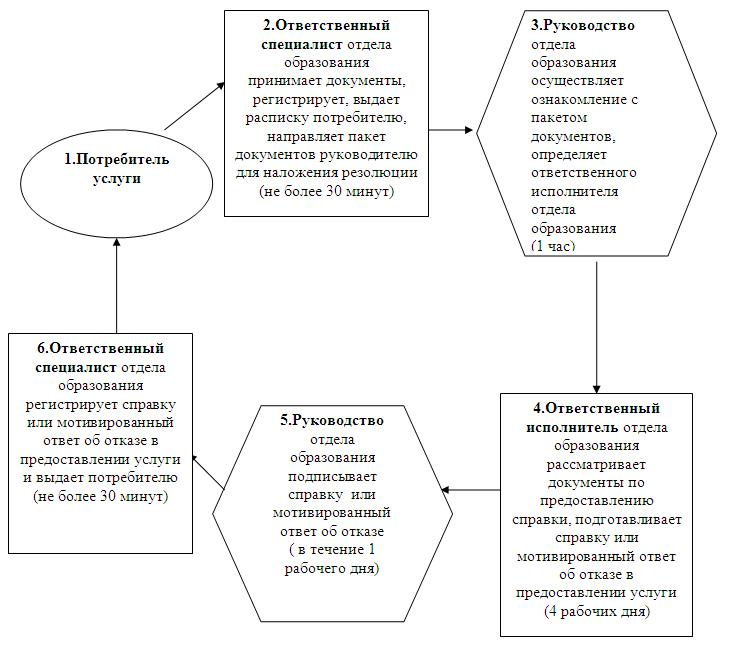 1.Потребитель
услуги
2.Ответственный
специалист отдела
образования
принимает документы,
регистрирует, выдает
расписку потребителю,
направляет пакет
документов руководителю
для наложения резолюции
(не более 30 минут)
3.Руководство
отдела
образования
осуществляет
ознакомление с
пакетом
документов,
определяет
ответственного
исполнителя
отдела
образования
(1 час)
4.Ответственный
исполнитель отдела
образования
рассматривает
документы по
предоставлению
справки, подготавливает
справку или
мотивированный ответ
об отказе в
предоставлении услуги
(4 рабочих дня)
5.Руководство
отдела
образования
подписывает
справку или
мотивированный
ответ об отказе
( в течение 1
рабочего дня)
6.Ответственный
специалист отдела
образования
регистрирует справку
или мотивированный
ответ об отказе в
предоставлении услуги
и выдает потребителю
(не более 30 минут)